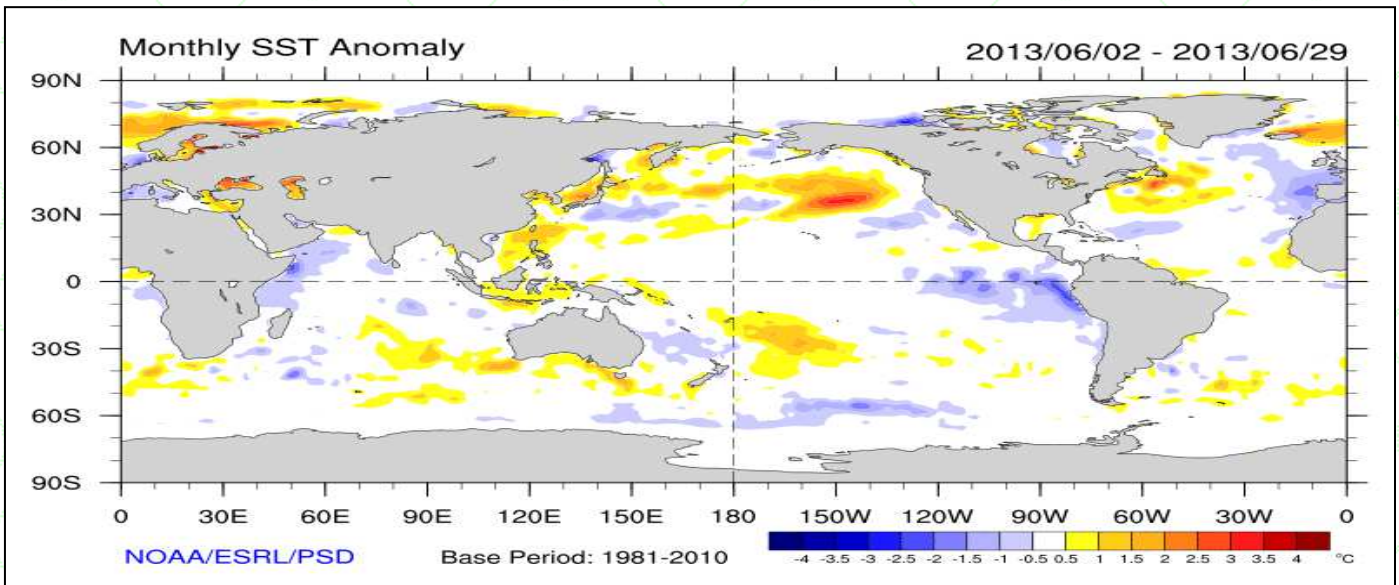 Monthly SST Anomaly 2013/06/02 - 2013/06/29
90N
60N
30N
0
30S
60S
90S
0 30E 60E 90E 120E 150E 180 150W 120W 90W 60W 30W 0
NOAA/ESRL/PSD Base Period: 1981-2010
-4 -3.5 -3 -2.5 -2 -1.5 -1 -0.5 0.5 1 1.5 2 2.5 3 3.5 4 °C